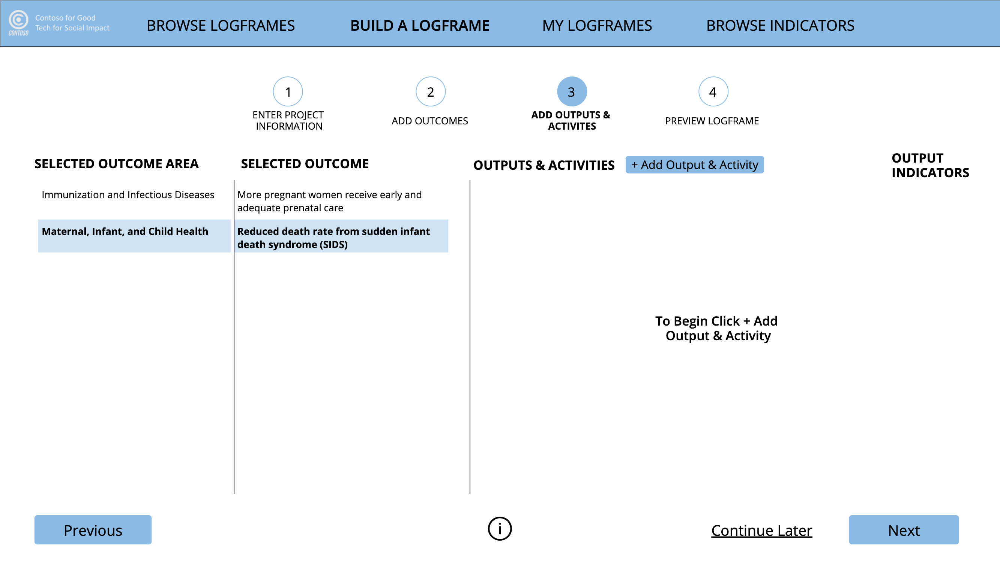 Contoso for Good
Tech for Social Impact
CONTOSO
BROWSE LOGFRAMES
BUILD A LOGFRAME
MY LOGFRAMES
BROWSE INDICATORS
1
ENTER PROJECT
INFORMATION
2
ADD OUTCOMES
3
ADD OUTPUTS &
ACTIVITES
4
PREVIEW LOGFRAME
SELECTED OUTCOME AREA
Immunization and Infectious Diseases
Maternal, Infant, and Child Health
SELECTED OUTCOME
More pregnant women receive early and
adequate prenatal care
Reduced death rate from sudden infant
death syndrome (SIDS)
OUTPUTS & ACTIVITIES
+ Add Output & Activity
OUTPUT
INDICATORS
To Begin Click + Add
Output & Activity
Previous
i
Continue Later
Next